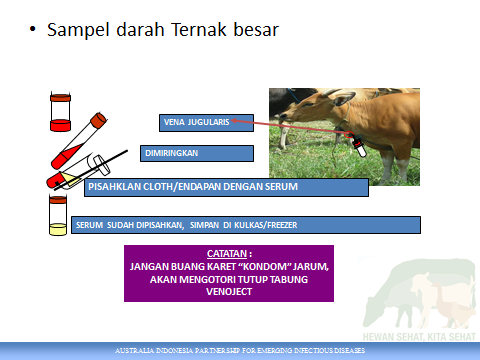 • Sampel darah Ternak besar
VENA JUGULARIS
DIMIRINGKAN
PISAHKLAN CLOTH/ENDAPAN DENGAN SERUM
SERUM SUDAH DIPISAHKAN, SIMPAN DI KULKAS/FREEZER
CATATAN :
JANGAN BUANG KARET “KONDOM” JARUM,
AKAN MENGOTORI TUTUP TABUNG
VENOJECT
HEWAN SEHAT, KITA SEHAT
AUSTRALIA INDONESIA PARTNERSHIP FOR EMERGING INFECTIOUS DISEASES